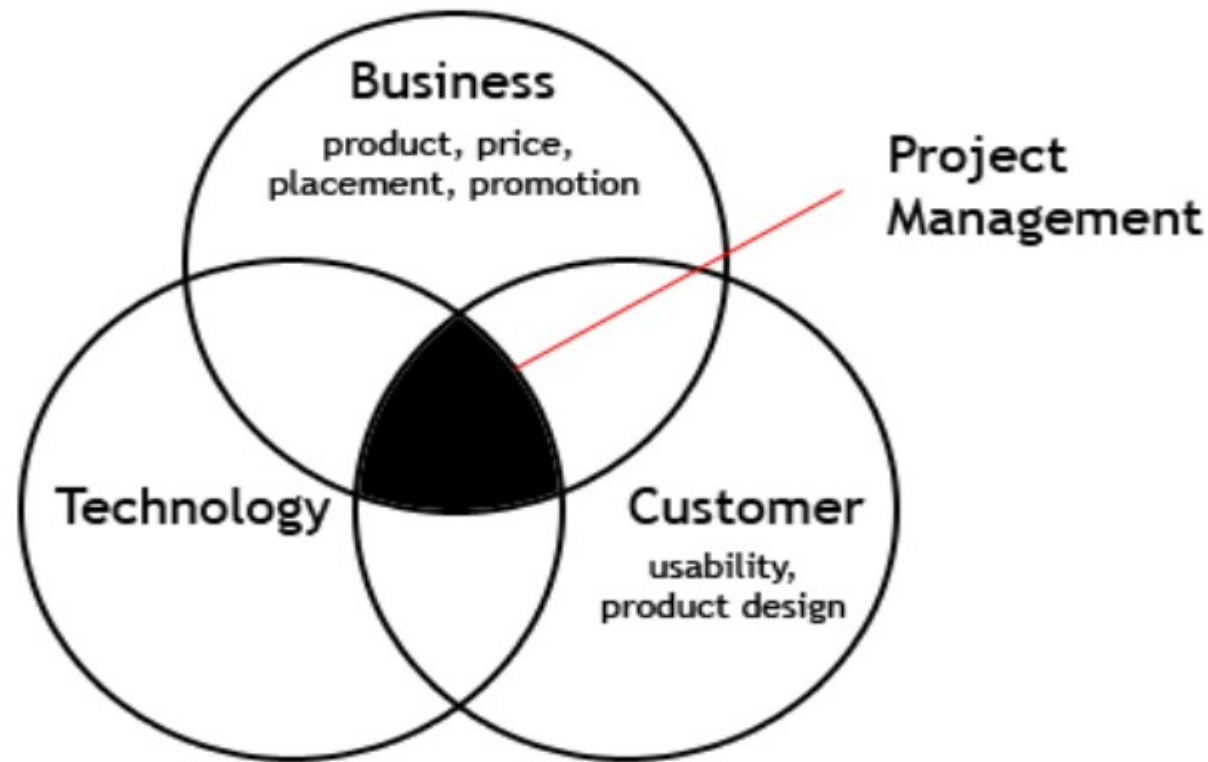 Business
product, price,
placement, promotion
Project
Management
Technology
Customer
usability,
product design